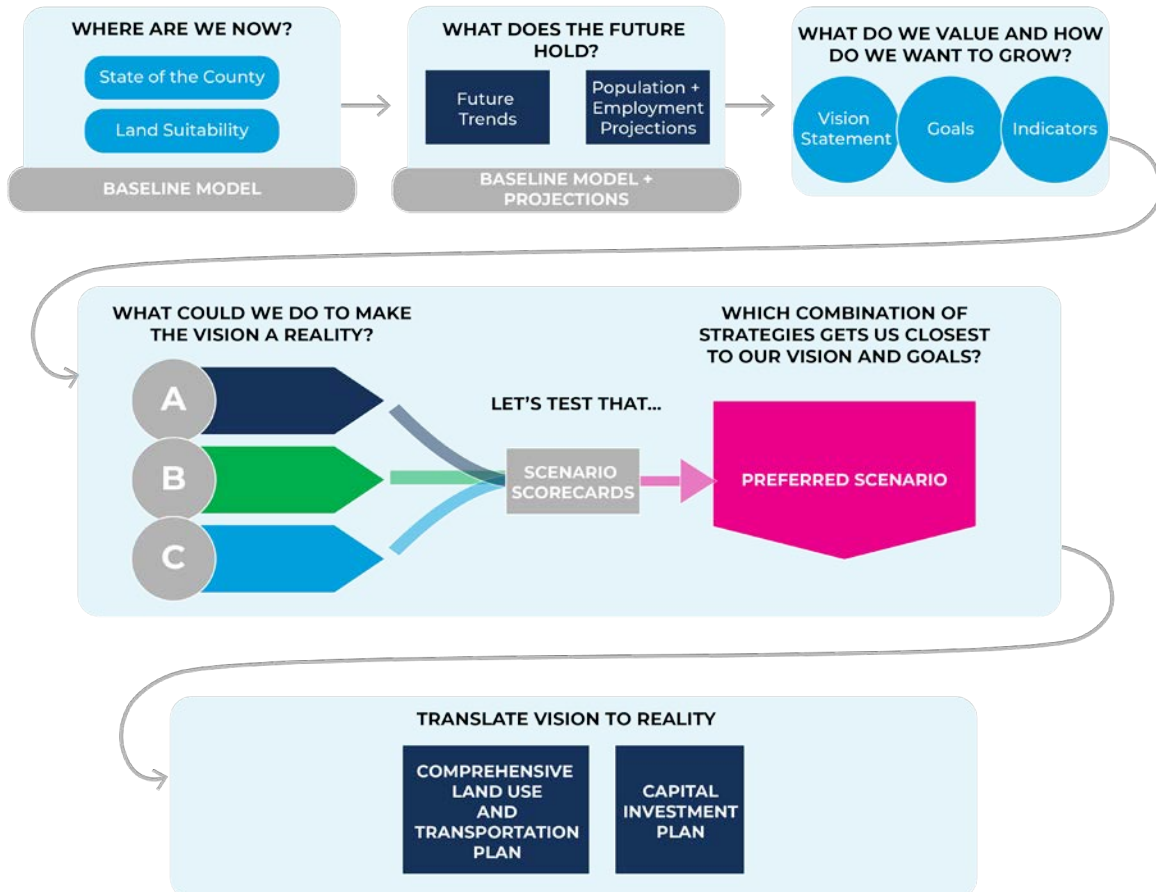 WHERE ARE WE NOW?
State of the County
Land Suitability
BASELINE MODEL
WHAT DOES THE FUTURE
HOLD?
Future
Trends
Population +
Employment
Projections
BASELINE MODEL +
PROJECTIONS
WHAT DO WE VALUE AND HOW
DO WE WANT TO GROW?
Vision
Statement
Goals
Indicators
WHAT COULD WE DO TO MAKE
THE VISION A REALITY?
A
B
C
LET'S TEST THAT...
SCENARIO
SCORECARDS
WHICH COMBINATION OF
STRATEGIES GETS US CLOSEST
TO OUR VISION AND GOALS?
PREFERRED SCENARIO
TRANSLATE VISION TO REALITY
COMPREHENSIVE
LAND USE
AND
TRANSPORTATION
PLAN
CAPITAL
INVESTMENT
PLAN